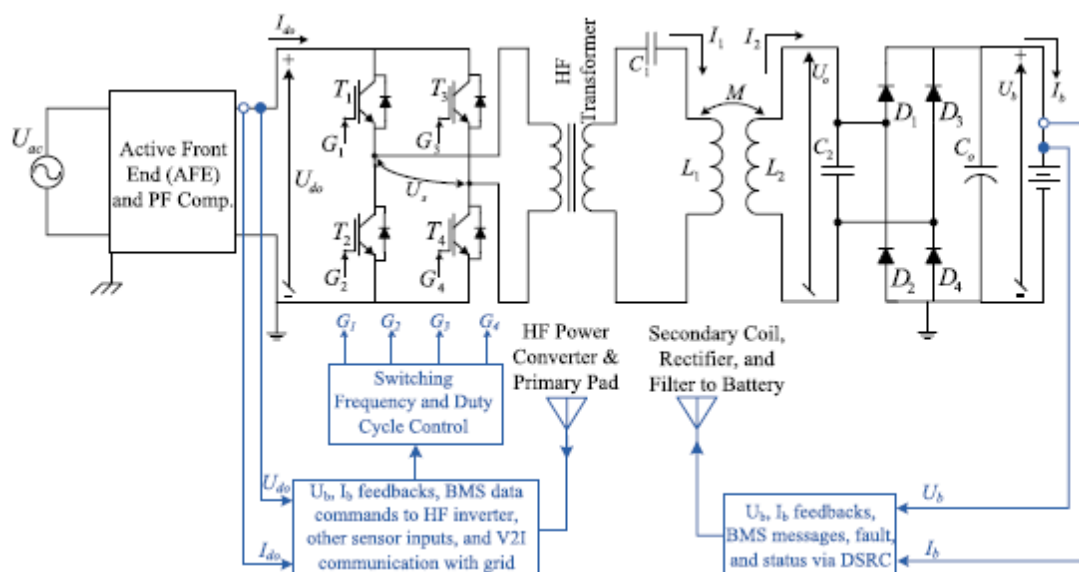 I_do
U_ac
Active Front
End (AFE)
and PF Comp.
+
U_do
-
T_1
G_1
T_3
G_3
U_s
T_2
G_2
T_4
G_4
HF
Transformer
C_1
I_1
I_2
M
L_1
L_2
U_o
C_2
D_1
D_3
D_2
D_4
C_o
+
U_b
-
I_b
G_1
G_2
G_3
G_4
Switching
Frequency and Duty
Cycle Control
HF Power
Converter &
Primary Pad
Secondary Coil,
Rectifier, and
Filter to Battery
U_do
I_do
U_b, I_b feedbacks, BMS data
commands to HF inverter,
other sensor inputs, and V2I
communication with grid
U_b, I_b feedbacks,
BMS messages, fault,
and status via DSRC
U_b
I_b